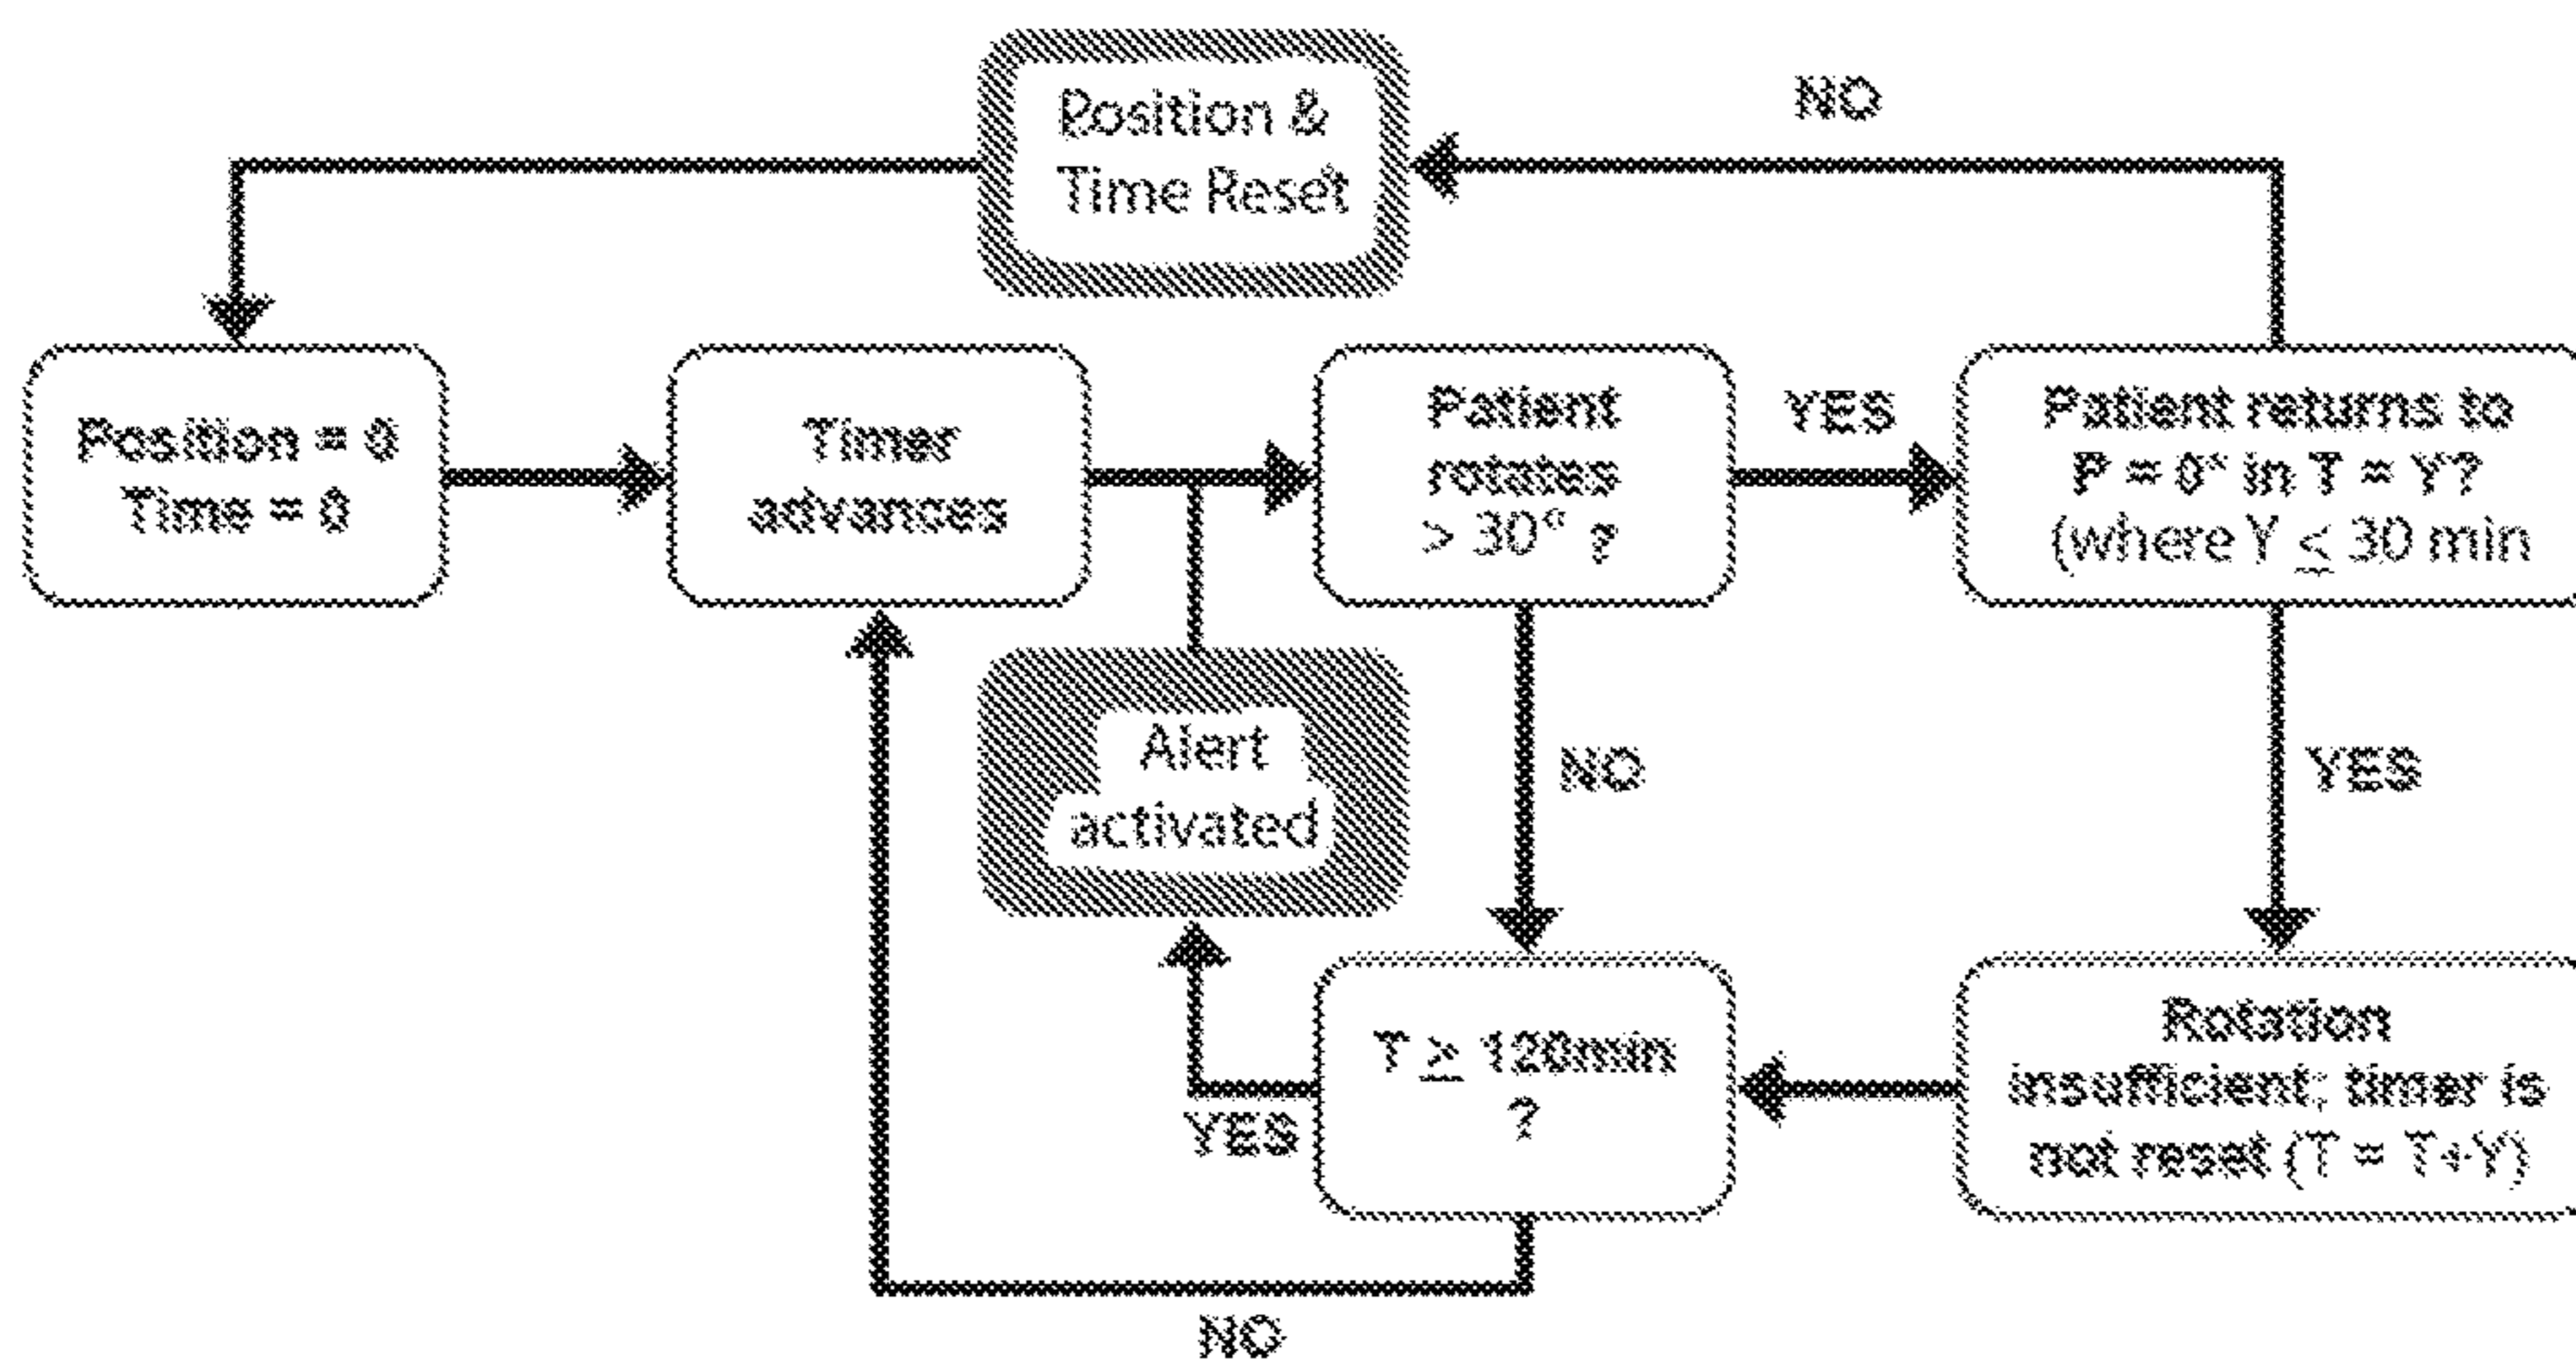 Position &
Time Reset
NO
Position = 0
Time = 0
Timer
advances
Patient
rotates
> 30° ?
YES
Patient returns to
P = 0° in T = Y?
(where Y ≤ 30 min
Alert
activated
NO
YES
T ≥ 120min
?
YES
Rotation
insufficient; timer is
not reset (T = T+Y)
NO